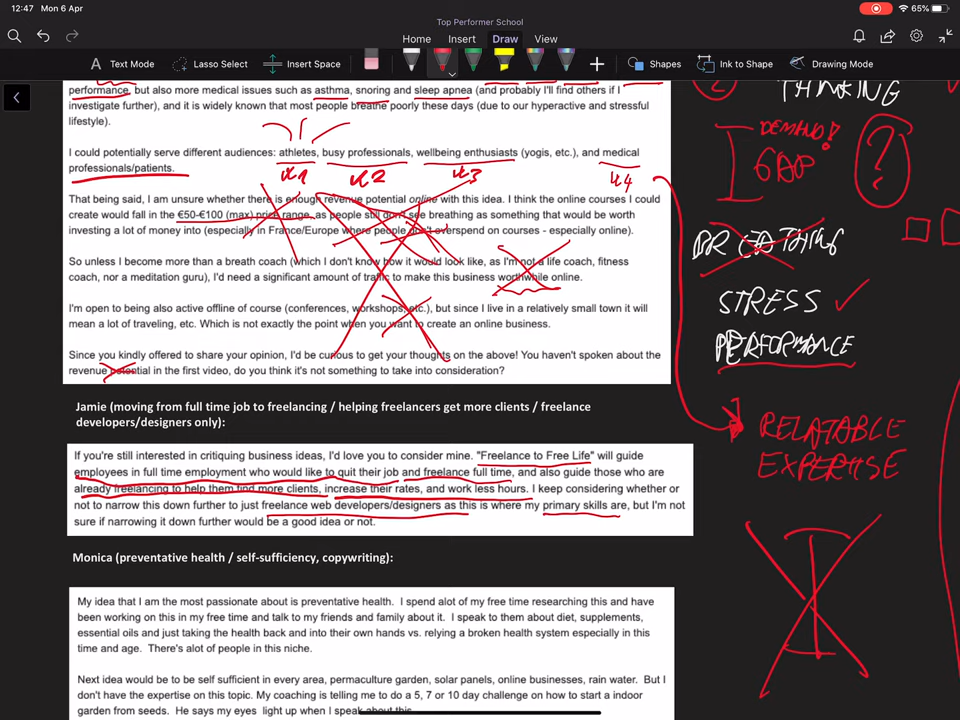 12:47 Mon 6 Apr
65%
Top Performer School
Home Insert Draw View
Text Mode Lasso Select Insert Space Shapes Ink to Shape Drawing Mode
performance, but also more medical issues such as asthma, snoring and sleep apnea (and probably I'll find others if I
investigate further), and it is widely known that most people breathe poorly these days (due to our hyperactive and stressful
lifestyle).
I could potentially serve different audiences: athletes, busy professionals, wellbeing enthusiasts (yogis, etc.), and medical
professionals/patients.
x1 x2 x3 x4
That being said, I am unsure whether there is enough revenue potential online with this idea. I think the online courses I could
create would fall in the €50-€100 (max) price range, as people still don't see breathing as something that would be worth
investing a lot of money into (especially in France/Europe where people don't overspend on courses - especially online).
So unless I become more than a breath coach (which I don't know how it would look like, as I'm not a life coach, fitness
coach, nor a meditation guru), I'd need a significant amount of traffic to make this business worthwhile online.
I'm open to being also active offline of course (conferences, workshops, etc.), but since I live in a relatively small town it will
mean a lot of traveling, etc. Which is not exactly the point when you want to create an online business.
Since you kindly offered to share your opinion, I'd be curious to get your thoughts on the above! You haven't spoken about the
revenue potential in the first video, do you think it's not something to take into consideration?
Jamie (moving from full time job to freelancing / helping freelancers get more clients / freelance
developers/designers only):
If you're still interested in critiquing business ideas, I'd love you to consider mine. "Freelance to Free Life" will guide
employees in full time employment who would like to quit their job and freelance full time, and also guide those who are
already freelancing to help them find more clients, increase their rates, and work less hours. I keep considering whether or
not to narrow this down further to just freelance web developers/designers as this is where my primary skills are, but I'm not
sure if narrowing it down further would be a good idea or not.
Monica (preventative health / self-sufficiency, copywriting):
My idea that I am the most passionate about is preventative health. I spend alot of my free time researching this and have
been working on this in my free time and talk to my friends and family about it. I speak to them about diet, supplements,
essential oils and just taking the health back and into their own hands vs. relying a broken health system especially in this
time and age. There's alot of people in this niche.
Next idea would be to be self sufficient in every area, permaculture garden, solar panels, online businesses, rain water. But I
don't have the expertise on this topic. My coaching is telling me to do a 5, 7 or 10 day challenge on how to start a indoor
garden from seeds. He says my eyes light up when I speak about this.
2 THINKING
DEMAND!
GAP ?
BREATHING
STRESS
PERFORMANCE
RELATABLE
EXPERTISE